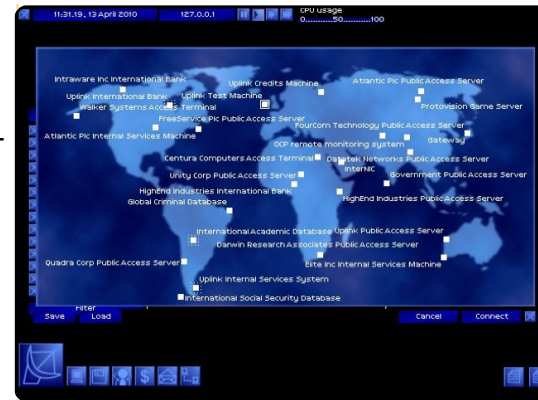 11:31.19, 13 April 2010
127.0.0.1
CPU usage
0..........50..........100
Intraware Inc International Bank
Uplink Credits Machine
Atlantic Plc Public Access Server
Uplink International Bank
Uplink Test Machine
Walker Systems Access Terminal
Protovision Game Server
FreeService Plc Public Access Server
FourCom Technology Public Access Server
Atlantic Plc Internal Services Machine
Gateway
OCP remote monitoring system
Centura Computers Access Terminal
Datatek Networks Public Access Server
InterNIC
Unity Corp Public Access Server
Government Public Access Server
HighEnd Industries International Bank
HighEnd Industries Public Access Server
Global Criminal Database
International Academic Database
Uplink Public Access Server
Darwin Research Associates Public Access Server
Quadra Corp Public Access Server
Elite Inc Internal Services Machine
Uplink Internal Services System
International Social Security Database
Filter
Save
Load
Cancel
Connect